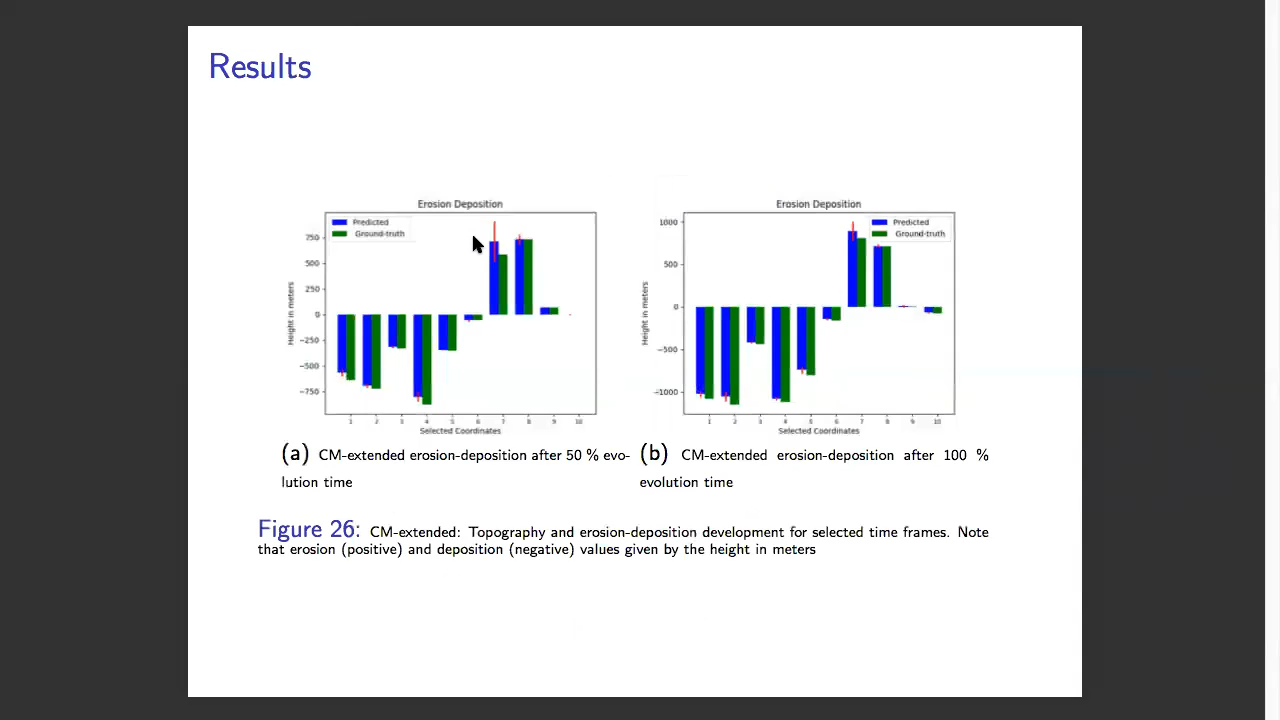 Results
Erosion Deposition
Predicted
Ground-truth
750
500
250
0
−250
−500
−750
Height in meters
1 2 3 4 5 6 7 8 9 10
Selected Coordinates
Erosion Deposition
Predicted
Ground-truth
1000
500
0
−500
−1000
Height in meters
1 2 3 4 5 6 7 8 9 10
Selected Coordinates
(a) CM-extended erosion-deposition after 50 % evo-
lution time
(b) CM-extended erosion-deposition after 100 %
evolution time
Figure 26: CM-extended: Topography and erosion-deposition development for selected time frames. Note
that erosion (positive) and deposition (negative) values given by the height in meters